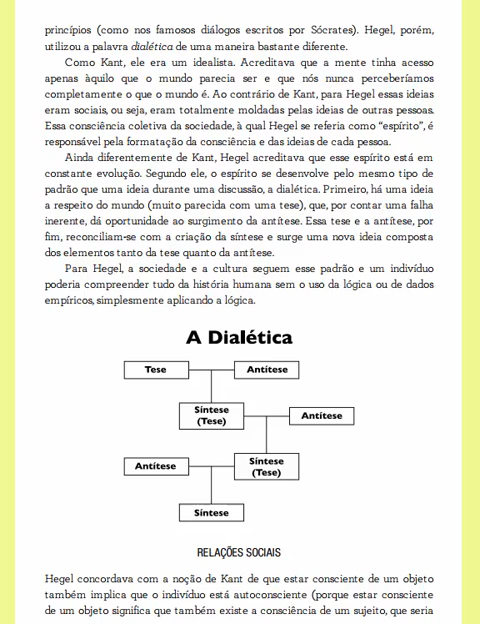 princípios (como nos famosos diálogos escritos por Sócrates). Hegel, porém,
utilizou a palavra dialética de uma maneira bastante diferente.
Como Kant, ele era um idealista. Acreditava que a mente tinha acesso
apenas àquilo que o mundo parecia ser e que nós nunca perceberíamos
completamente o que o mundo é. Ao contrário de Kant, para Hegel essas ideias
eram sociais, ou seja, eram totalmente moldadas pelas ideias de outras pessoas.
Essa consciência coletiva da sociedade, à qual Hegel se referia como “espírito”, é
responsável pela formatação da consciência e das ideias de cada pessoa.
Ainda diferentemente de Kant, Hegel acreditava que esse espírito está em
constante evolução. Segundo ele, o espírito se desenvolve pelo mesmo tipo de
padrão que uma ideia durante uma discussão, a dialética. Primeiro, há uma ideia
a respeito do mundo (muito parecida com uma tese), que, por contar uma falha
inerente, dá oportunidade ao surgimento da antítese. Essa tese e a antítese, por
fim, reconciliam-se com a criação da síntese e surge uma nova ideia composta
dos elementos tanto da tese quanto da antítese.
Para Hegel, a sociedade e a cultura seguem esse padrão e um indivíduo
poderia compreender tudo da história humana sem o uso da lógica ou de dados
empíricos, simplesmente aplicando a lógica.
A Dialética
Tese
Antítese
Síntese
(Tese)
Antítese
Antítese
Síntese
(Tese)
Síntese
RELAÇÕES SOCIAIS
Hegel concordava com a noção de Kant de que estar consciente de um objeto
também implica que o indivíduo está autoconsciente (porque estar consciente
de um objeto significa que também existe a consciência de um sujeito, que seria